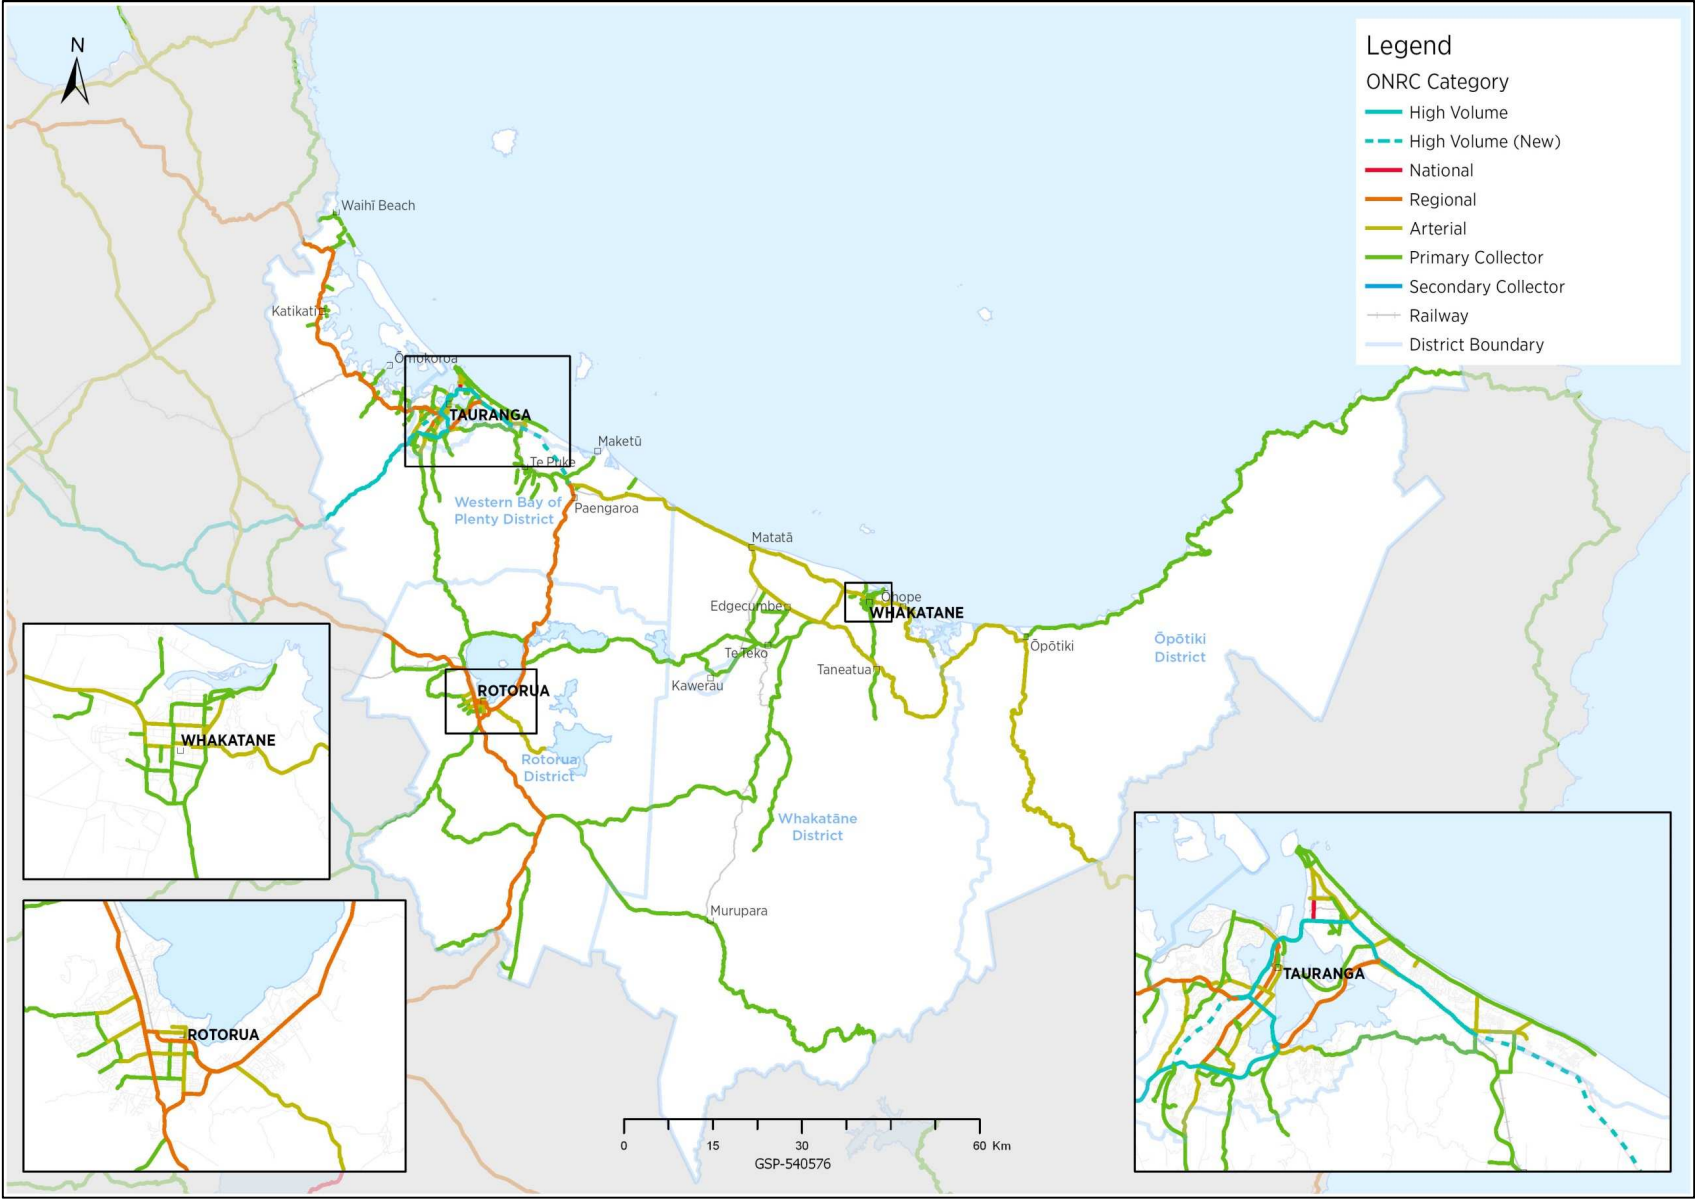 N
Legend
ONRC Category
High Volume
High Volume (New)
National
Regional
Arterial
Primary Collector
Secondary Collector
Railway
District Boundary
Waihī Beach
Katikati
Ōmokoroa
TAURANGA
Maketū
Te Puke
Western Bay of
Plenty District
Paengaroa
Matatā
Edgecumbe
Ōhope
WHAKATANE
Ōpōtiki
Ōpōtiki
District
Te Teko
Taneatua
Kawerau
ROTORUA
Rotorua
District
Whakatāne
District
Murupara
WHAKATANE
ROTORUA
TAURANGA
0 15 30 60 Km
GSP-540576